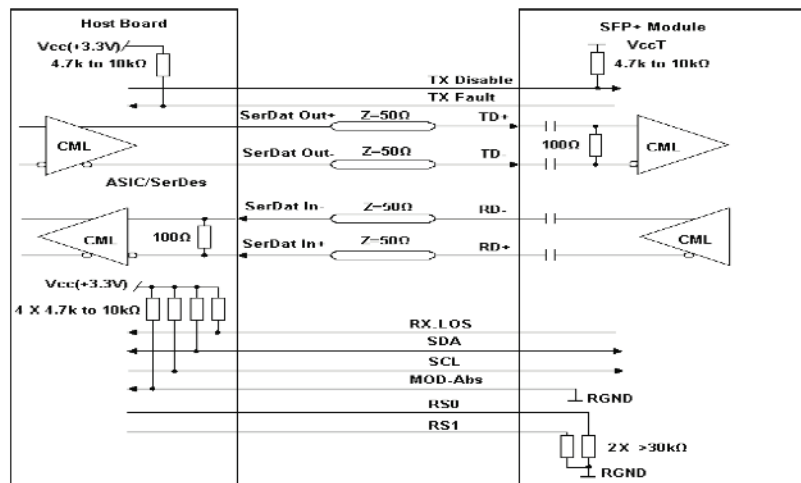 Host Board
SFP+ Module
Vcc(+3.3V)
4.7k to 10kΩ
VccT
4.7k to 10kΩ
TX Disable
TX Fault
SerDat Out+
Z=50Ω
TD+
CML
100Ω
CML
SerDat Out-
Z=50Ω
TD-
ASIC/SerDes
SerDat In-
Z=50Ω
RD-
CML
100Ω
CML
SerDat In+
Z=50Ω
RD+
Vcc(+3.3V)
4 X 4.7k to 10kΩ
RX.LOS
SDA
SCL
MOD-Abs
RGND
RS0
RS1
2X >30kΩ
RGND